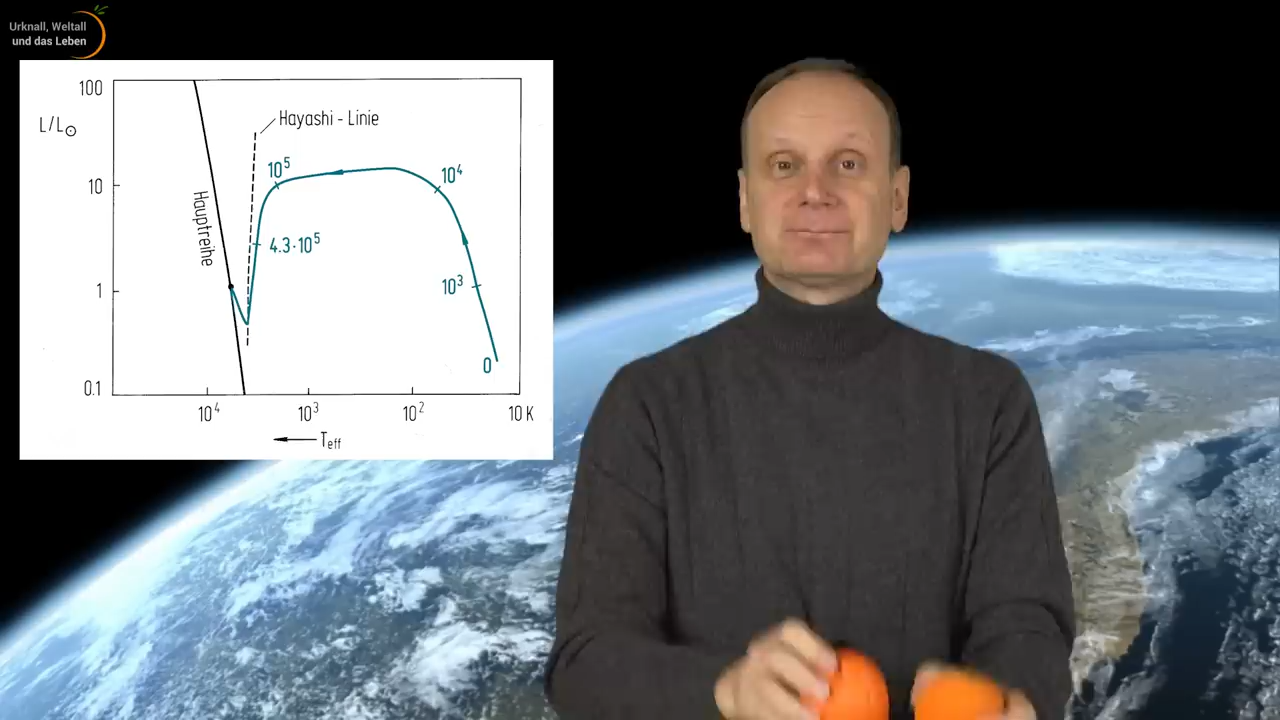 Urknall, Weltall
und das Leben
100
L/L☉
Hayashi - Linie
10⁵
10⁴
10
Hauptreihe
4.3·10⁵
1
10³
0
0.1
10⁴
10³
10²
10 K
T_eff